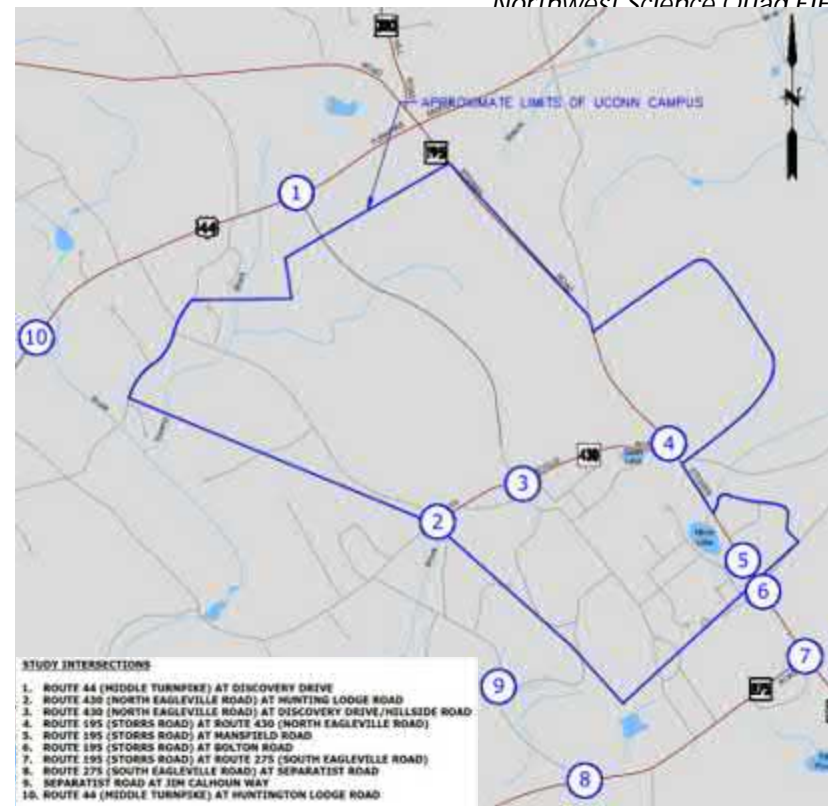 Northwest Science Quad EIE
195
APPROXIMATE LIMITS OF UCONN CAMPUS
N
1
44
10
4
430
3
2
5
6
7
9
275
8
STUDY INTERSECTIONS
1. ROUTE 44 (MIDDLE TURNPIKE) AT DISCOVERY DRIVE
2. ROUTE 430 (NORTH EAGLEVILLE ROAD) AT HUNTING LODGE ROAD
3. ROUTE 430 (NORTH EAGLEVILLE ROAD) AT DISCOVERY DRIVE/HILLSIDE ROAD
4. ROUTE 195 (STORRS ROAD) AT ROUTE 430 (NORTH EAGLEVILLE ROAD)
5. ROUTE 195 (STORRS ROAD) AT MANSFIELD ROAD
6. ROUTE 195 (STORRS ROAD) AT BOLTON ROAD
7. ROUTE 195 (STORRS ROAD) AT ROUTE 275 (SOUTH EAGLEVILLE ROAD)
8. ROUTE 275 (SOUTH EAGLEVILLE ROAD) AT SEPARATIST ROAD
9. SEPARATIST ROAD AT JIM CALHOUN WAY
10. ROUTE 44 (MIDDLE TURNPIKE) AT HUNTINGTON LODGE ROAD